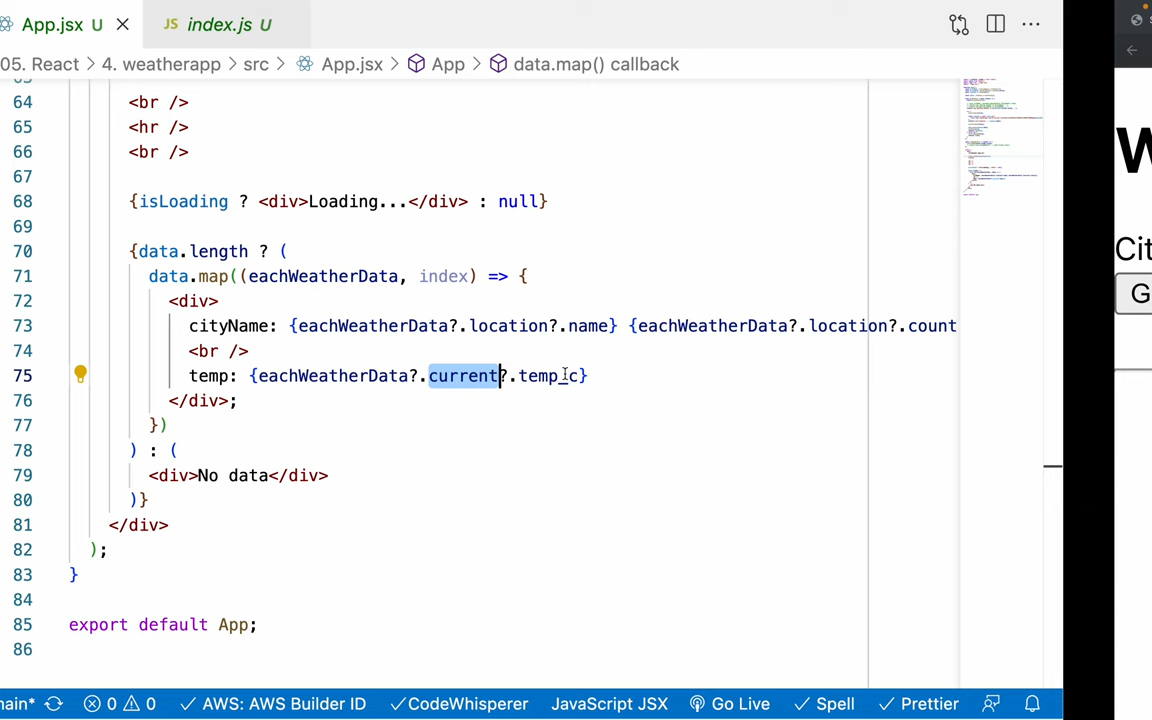 App.jsx U
JS index.js U
05. React > 4. weatherapp > src > App.jsx > App > data.map() callback
64 <br />
65 <hr />
66 <br />
67
68 {isLoading ? <div>Loading...</div> : null}
69
70 {data.length ? (
71 data.map((eachWeatherData, index) => {
72 <div>
73 cityName: {eachWeatherData?.location?.name} {eachWeatherData?.location?.count
74 <br />
75 temp: {eachWeatherData?.current?.temp_c}
76 </div>;
77 })
78 ) : (
79 <div>No data</div>
80 )}
81 </div>
82 );
83 }
84
85 export default App;
86
main* 0 0 AWS: AWS Builder ID CodeWhisperer JavaScript JSX Go Live Spell Prettier
W
Cit
G